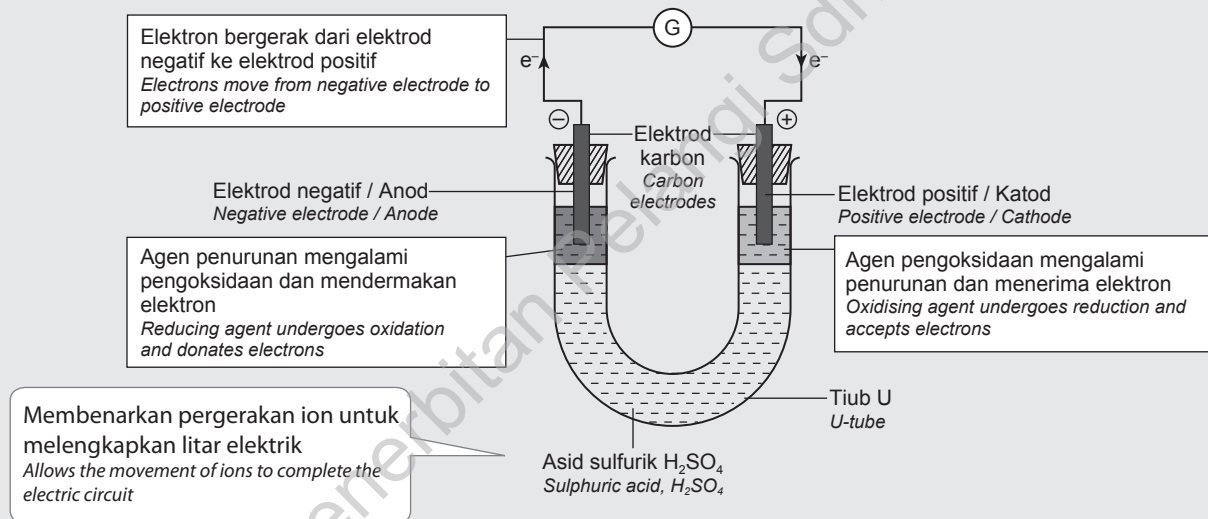 Elektron bergerak dari elektrod
negatif ke elektrod positif
Electrons move from negative electrode to
positive electrode
e⁻
G
e⁻
−
+
Elektrod
karbon
Carbon
electrodes
Elektrod negatif / Anod
Negative electrode / Anode
Elektrod positif / Katod
Positive electrode / Cathode
Agen penurunan mengalami
pengoksidaan dan mendermakan
elektron
Reducing agent undergoes oxidation
and donates electrons
Agen pengoksidaan mengalami
penurunan dan menerima elektron
Oxidising agent undergoes reduction and
accepts electrons
Membenarkan pergerakan ion untuk
melengkapkan litar elektrik
Allows the movement of ions to complete the
electric circuit
Tiub U
U-tube
Asid sulfurik H₂SO₄
Sulphuric acid, H₂SO₄
Pelangi